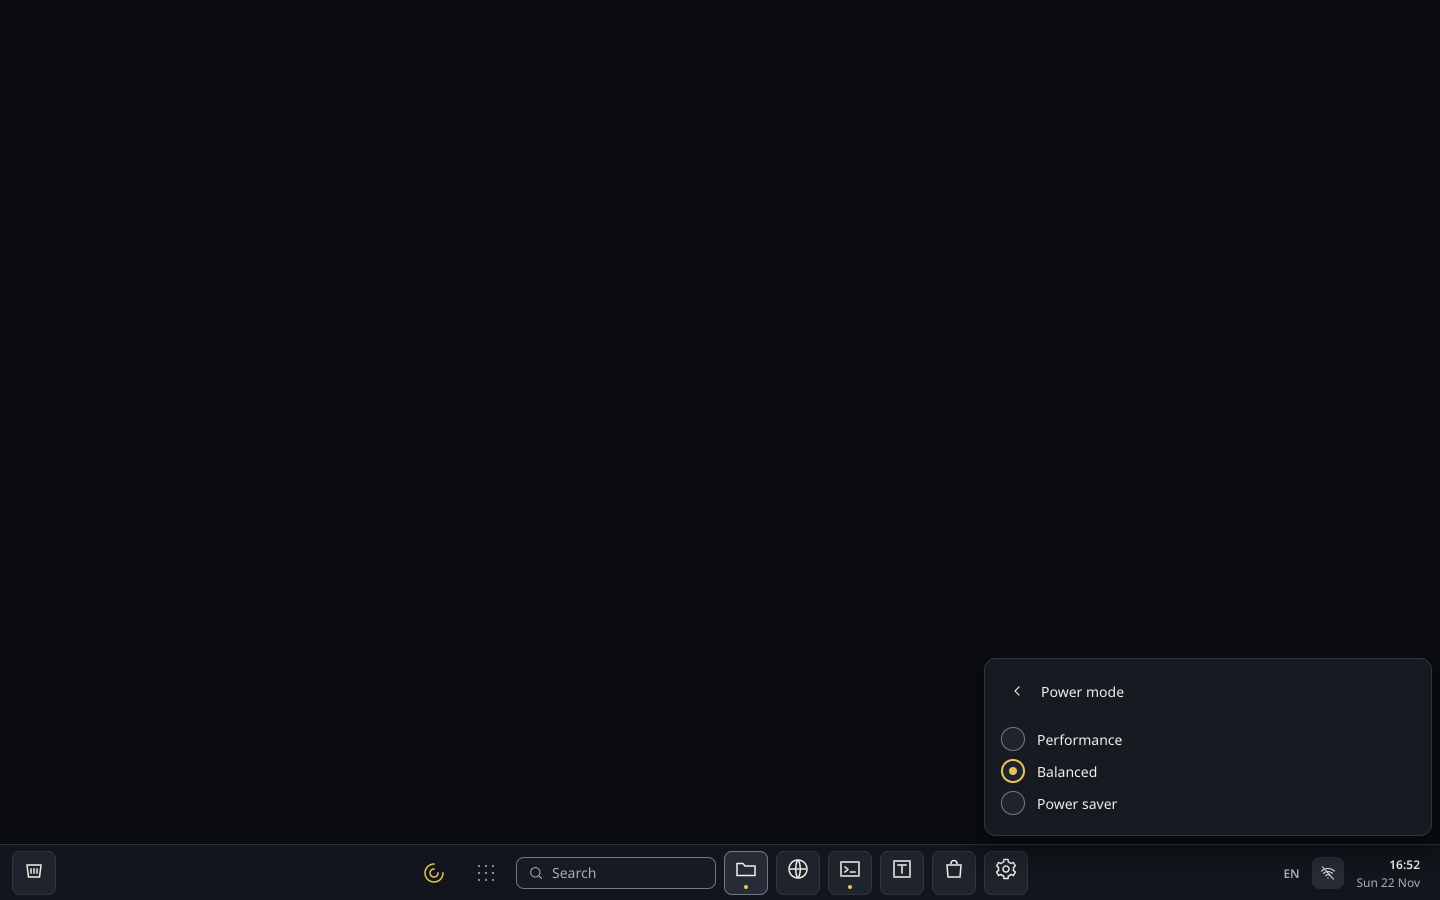 Power mode
Performance
Balanced
Power saver
Search
EN
16:52
Sun 22 Nov